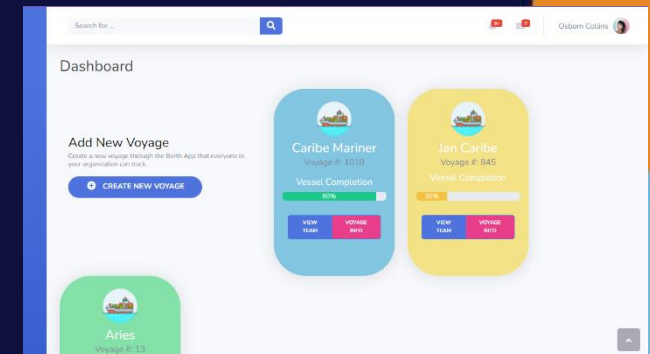 Search for ...
Osborn Collins
Dashboard
Add New Voyage
Create a new voyage through the Berth App that everyone in
your organization can track.
CREATE NEW VOYAGE
Caribe Mariner
Voyage #: 1018
Vessel Completion
90%
VIEW TEAM
VOYAGE INFO
Jan Caribe
Voyage #: 845
Vessel Completion
VIEW TEAM
VOYAGE INFO
Aries
Voyage #: 13